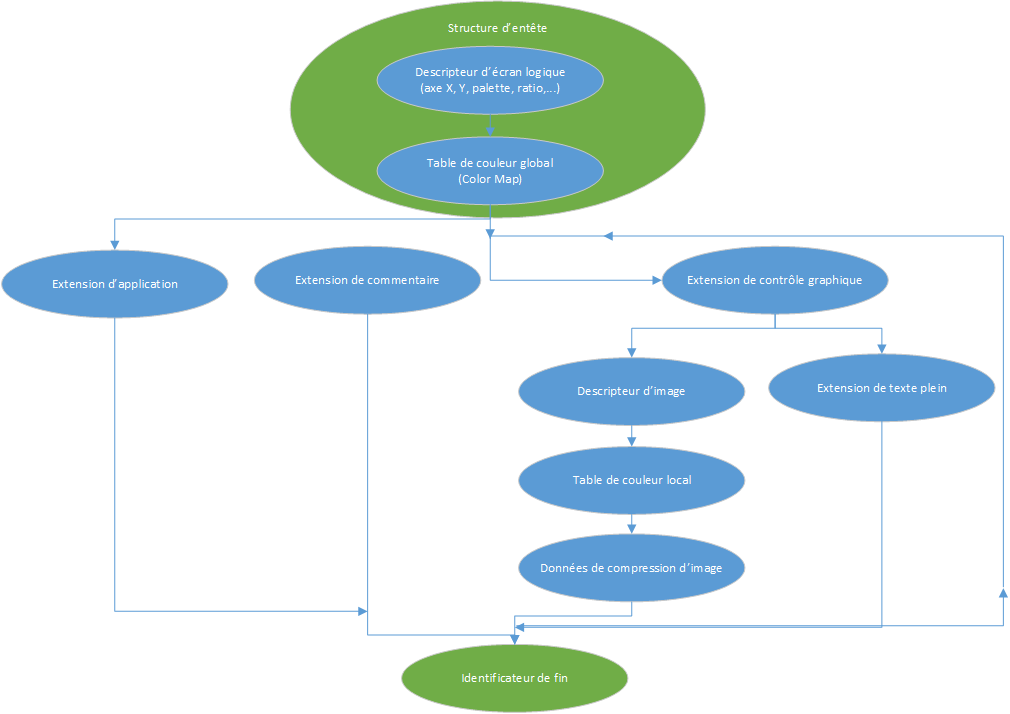 Structure d'entête
Descripteur d'écran logique
(axe X, Y, palette, ratio,...)
Table de couleur global
(Color Map)
Extension d'application
Extension de commentaire
Extension de contrôle graphique
Descripteur d'image
Extension de texte plein
Table de couleur local
Données de compression d'image
Identificateur de fin